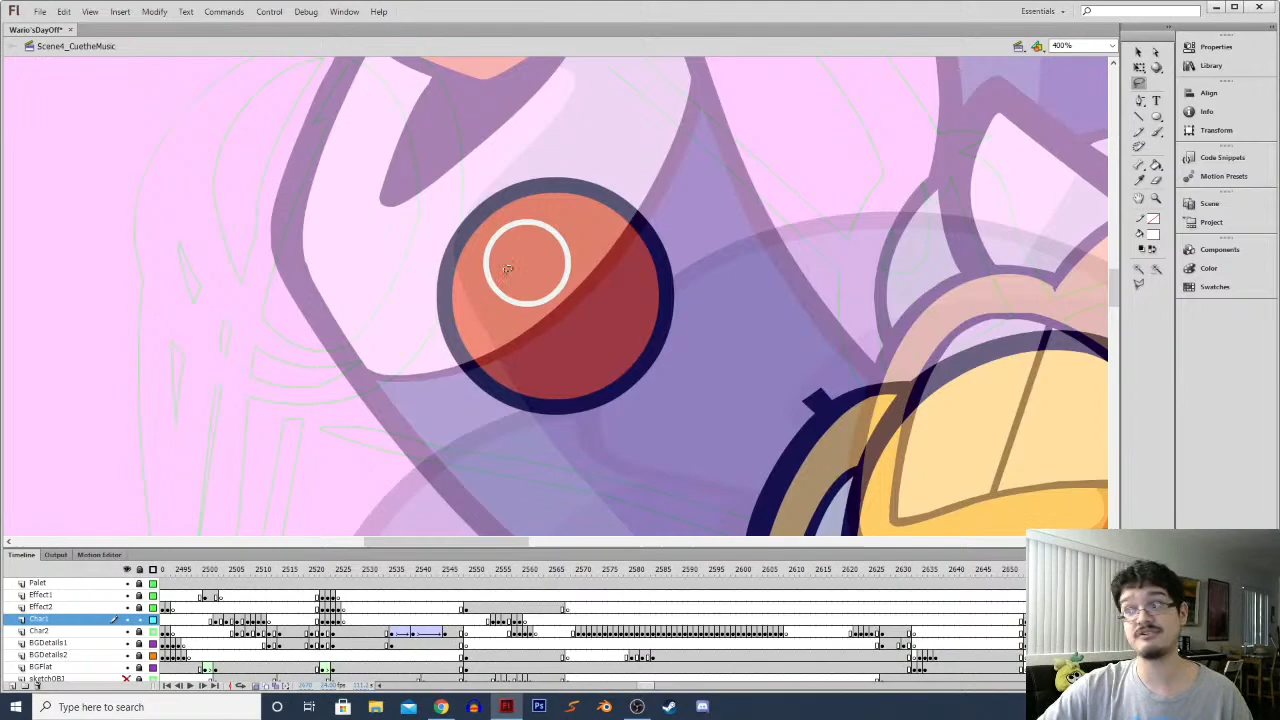 Fl File Edit View Insert Modify Text Commands Control Debug Window Help Essentials
Wario'sDayOff* ×
Scene4_CuetheMusic 400%
Properties
Library
Align
Info
Transform
Code Snippets
Motion Presets
Scene
Project
Components
Color
Swatches
T
Timeline Output Motion Editor
0 2495 2500 2505 2510 2515 2520 2525 2530 2535 2540 2545 2550 2555 2560 2565 2570 2575 2580 2585 2590 2595 2600 2605 2610 2615 2620 2625 2630 2635 2640 2645 2650
Palet
Effect1
Effect2
Char1
Char2
BGDetails1
BGDetails2
BGFlat
sketchOBJ
Type here to search
Fl Ps